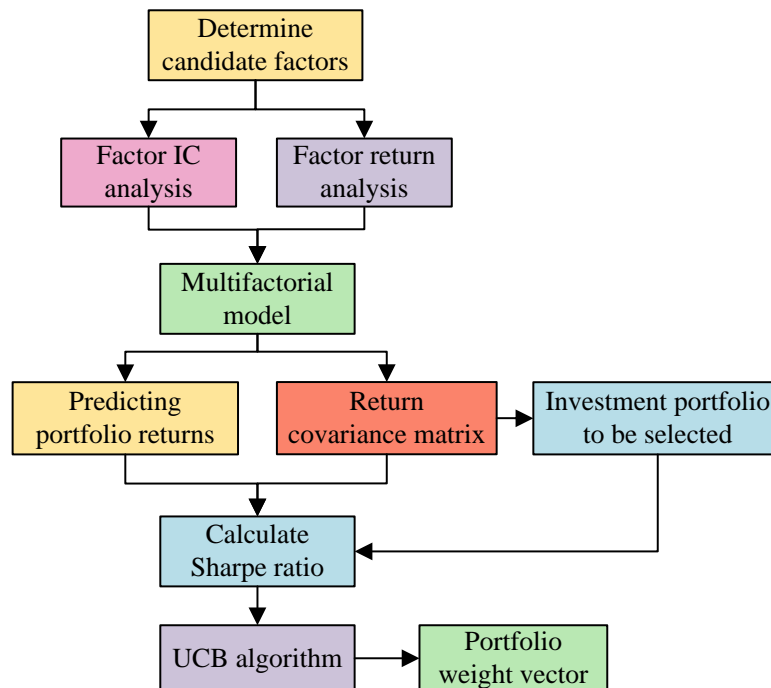 Determine
candidate factors
Factor IC
analysis
Factor return
analysis
Multifactorial
model
Predicting
portfolio returns
Return
covariance matrix
Investment portfolio
to be selected
Calculate
Sharpe ratio
UCB algorithm
Portfolio
weight vector